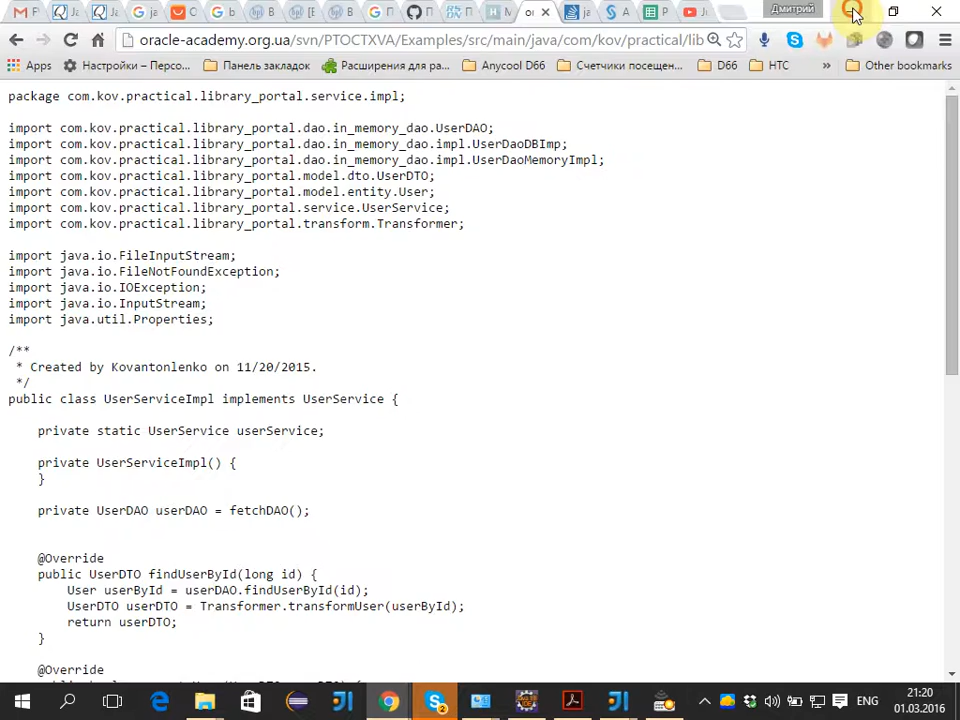 Дмитрий
oracle-academy.org.ua/svn/PTOCTXVA/Examples/src/main/java/com/kov/practical/lib
Apps Настройки – Персо... Панель закладок Расширения для ра... Anycool D66 Счетчики посещен... D66 НТС » Other bookmarks
package com.kov.practical.library_portal.service.impl;
import com.kov.practical.library_portal.dao.in_memory_dao.UserDAO;
import com.kov.practical.library_portal.dao.in_memory_dao.impl.UserDaoDBImp;
import com.kov.practical.library_portal.dao.in_memory_dao.impl.UserDaoMemoryImpl;
import com.kov.practical.library_portal.model.dto.UserDTO;
import com.kov.practical.library_portal.model.entity.User;
import com.kov.practical.library_portal.service.UserService;
import com.kov.practical.library_portal.transform.Transformer;
import java.io.FileInputStream;
import java.io.FileNotFoundException;
import java.io.IOException;
import java.io.InputStream;
import java.util.Properties;
/**
* Created by Kovantonlenko on 11/20/2015.
*/
public class UserServiceImpl implements UserService {
private static UserService userService;
private UserServiceImpl() {
}
private UserDAO userDAO = fetchDAO();
@Override
public UserDTO findUserById(long id) {
User userById = userDAO.findUserById(id);
UserDTO userDTO = Transformer.transformUser(userById);
return userDTO;
}
@Override
ENG
21:20
01.03.2016